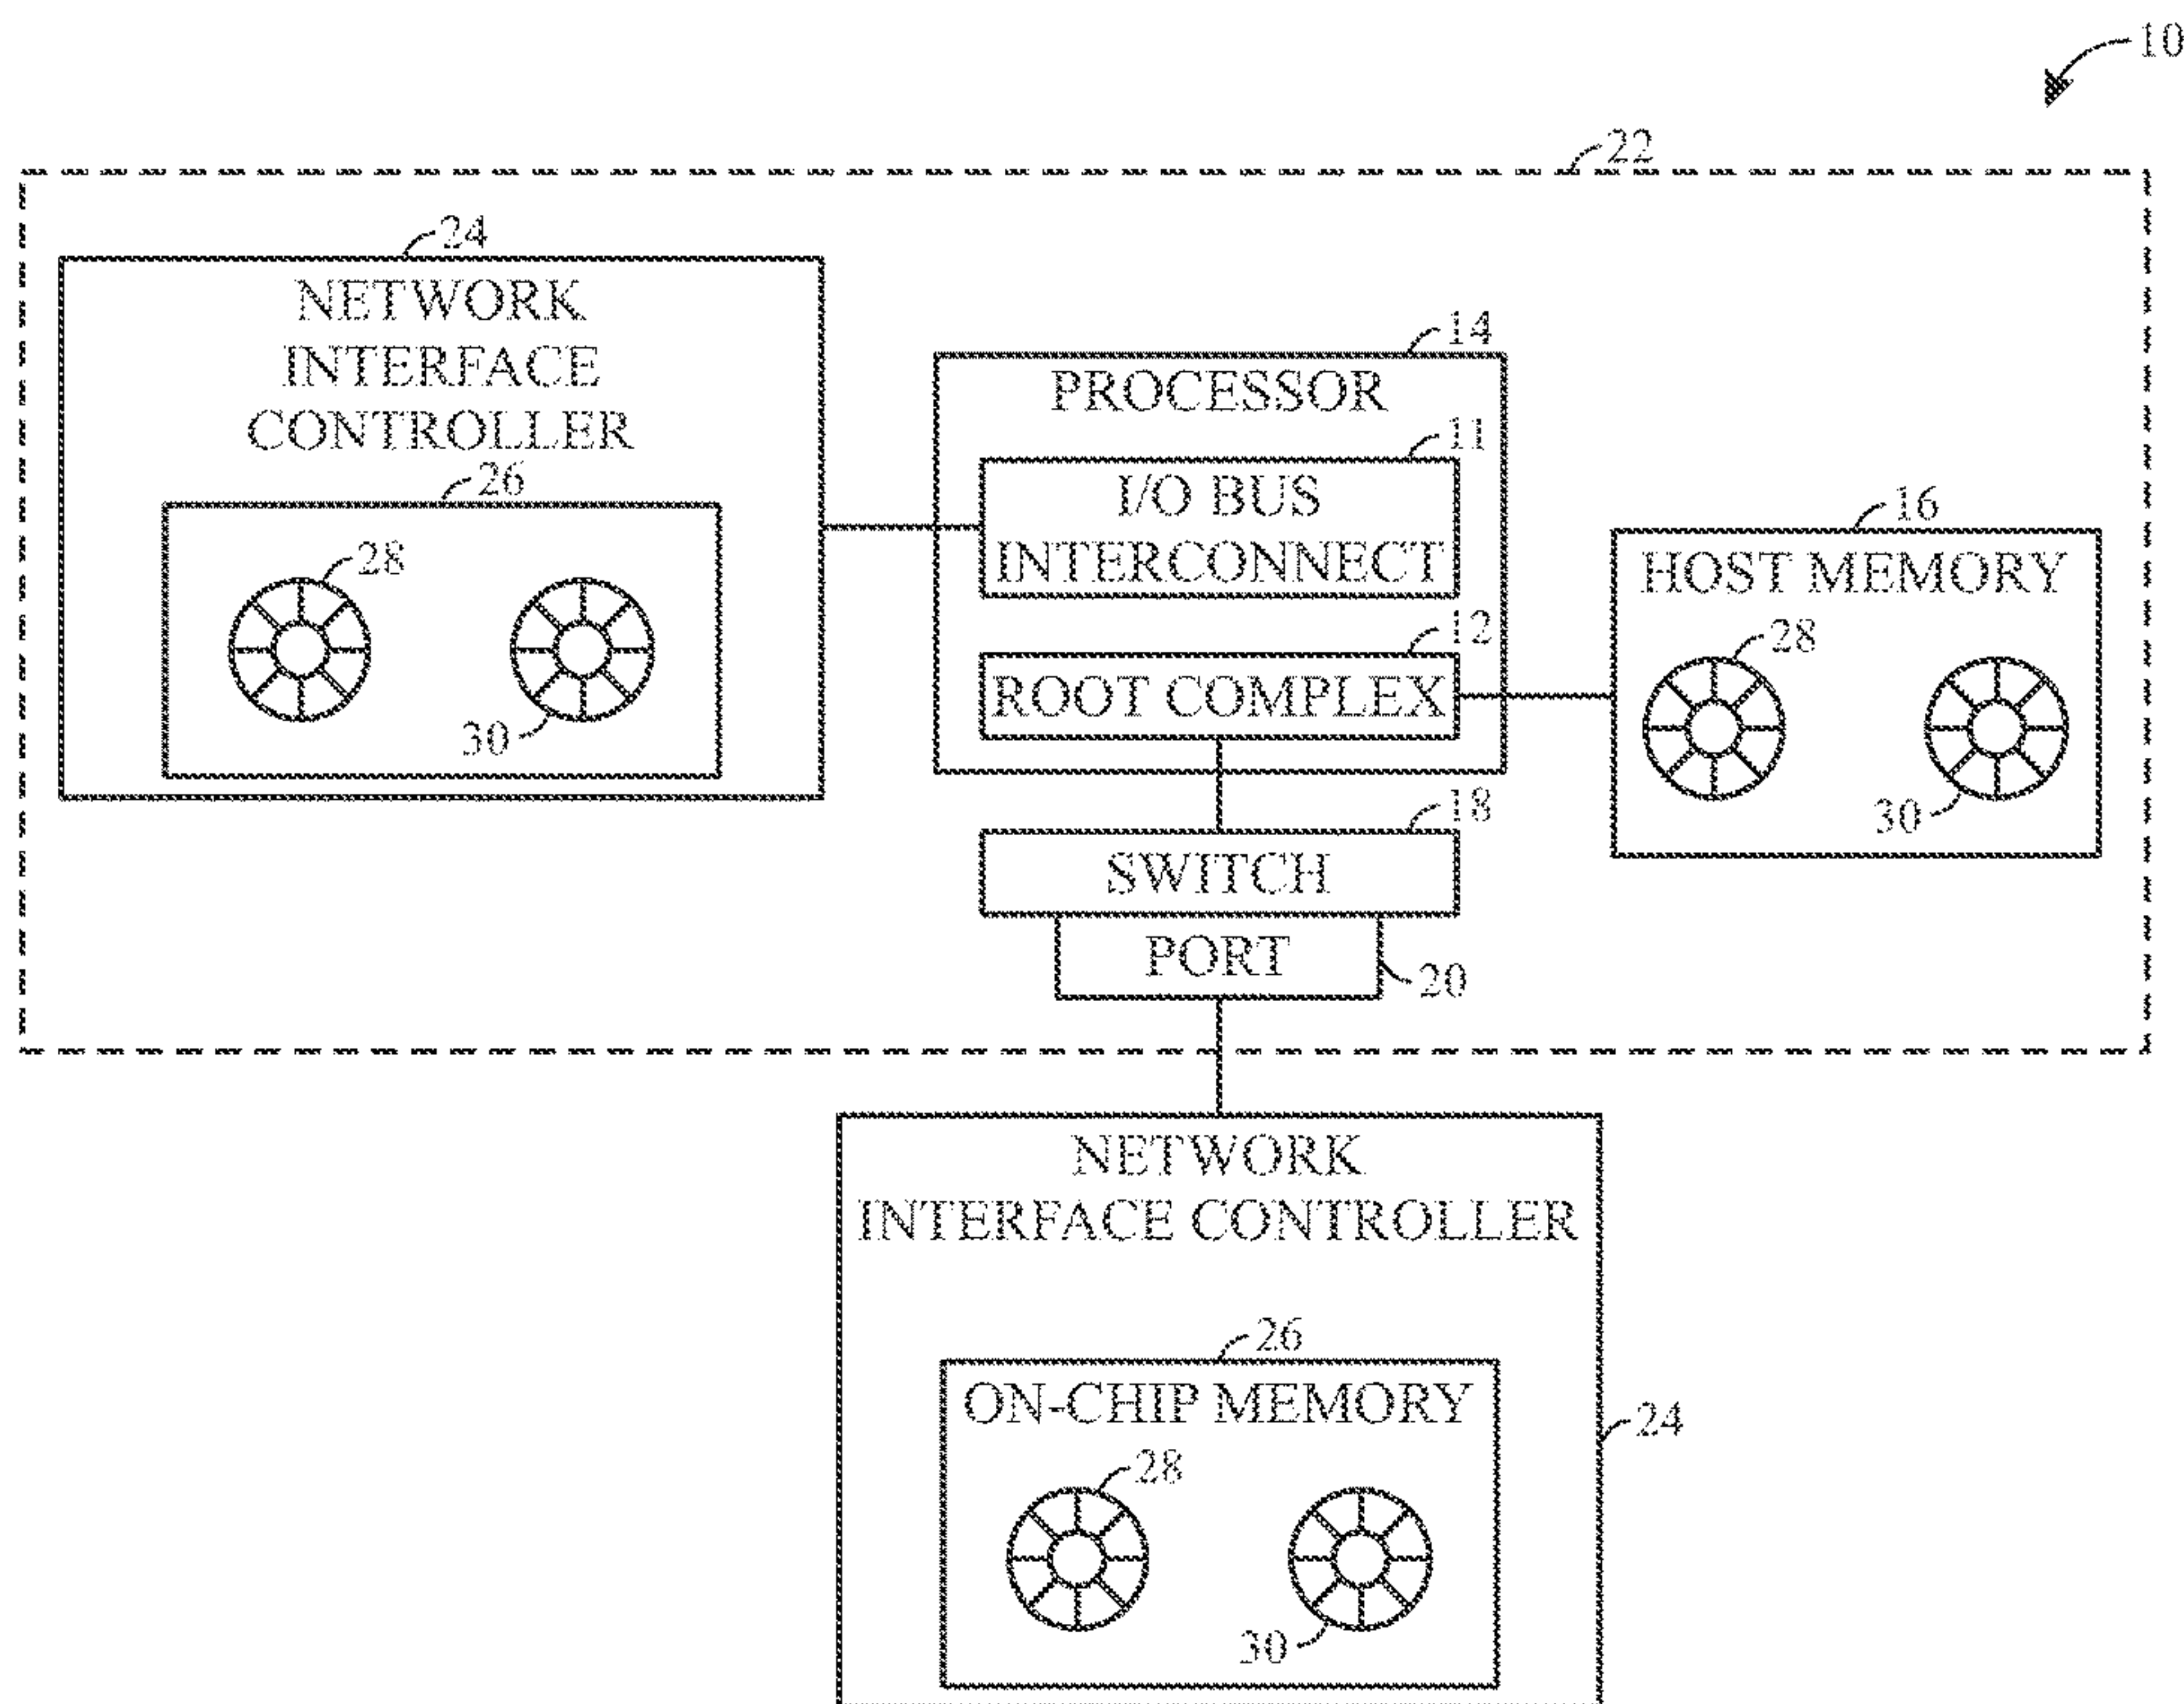 10
22
24
NETWORK
INTERFACE
CONTROLLER
26
28
30
14
PROCESSOR
11
I/O BUS
INTERCONNECT
12
ROOT COMPLEX
16
HOST MEMORY
28
30
18
SWITCH
PORT
20
NETWORK
INTERFACE CONTROLLER
26
ON-CHIP MEMORY
24
28
30